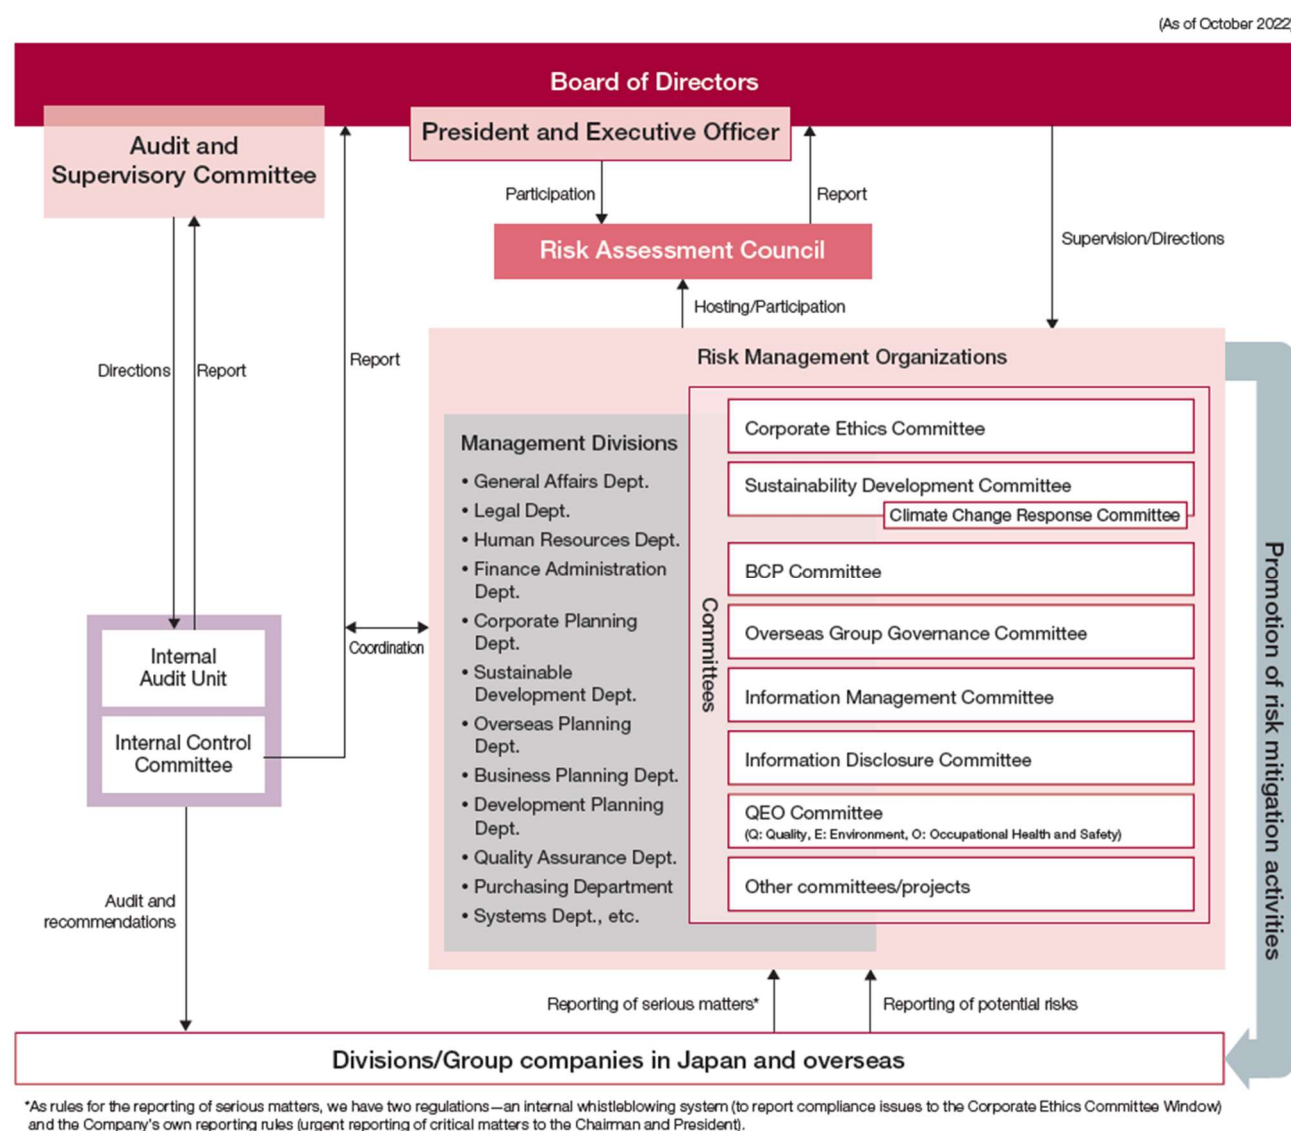 (As of October 2022)
Board of Directors
Audit and
Supervisory Committee
President and Executive Officer
Participation
Report
Risk Assessment Council
Supervision/Directions
Hosting/Participation
Directions
Report
Report
Risk Management Organizations
Management Divisions
• General Affairs Dept.
• Legal Dept.
• Human Resources Dept.
• Finance Administration
Dept.
• Corporate Planning
Dept.
• Sustainable
Development Dept.
• Overseas Planning
Dept.
• Business Planning Dept.
• Development Planning
Dept.
• Quality Assurance Dept.
• Purchasing Department
• Systems Dept., etc.
Committees
Corporate Ethics Committee
Sustainability Development Committee
Climate Change Response Committee
BCP Committee
Overseas Group Governance Committee
Information Management Committee
Information Disclosure Committee
QEO Committee
(Q: Quality, E: Environment, O: Occupational Health and Safety)
Other committees/projects
Promotion of risk mitigation activities
Coordination
Internal
Audit Unit
Internal Control
Committee
Audit and
recommendations
Reporting of serious matters*
Reporting of potential risks
Divisions/Group companies in Japan and overseas
*As rules for the reporting of serious matters, we have two regulations—an internal whistleblowing system (to report compliance issues to the Corporate Ethics Committee Window)
and the Company's own reporting rules (urgent reporting of critical matters to the Chairman and President).